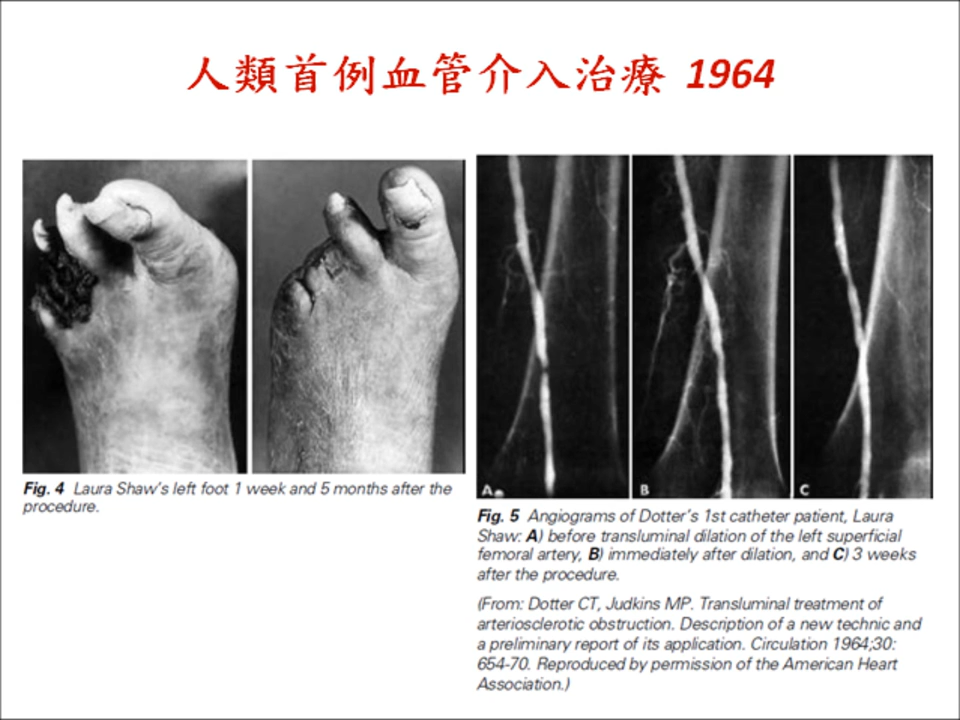 人類首例血管介入治療 1964
Fig. 4 Laura Shaw's left foot 1 week and 5 months after the
procedure.
A
B
C
Fig. 5 Angiograms of Dotter's 1st catheter patient, Laura
Shaw: A) before transluminal dilation of the left superficial
femoral artery, B) immediately after dilation, and C) 3 weeks
after the procedure.
(From: Dotter CT, Judkins MP. Transluminal treatment of
arteriosclerotic obstruction. Description of a new technic and
a preliminary report of its application. Circulation 1964;30:
654-70. Reproduced by permission of the American Heart
Association.)